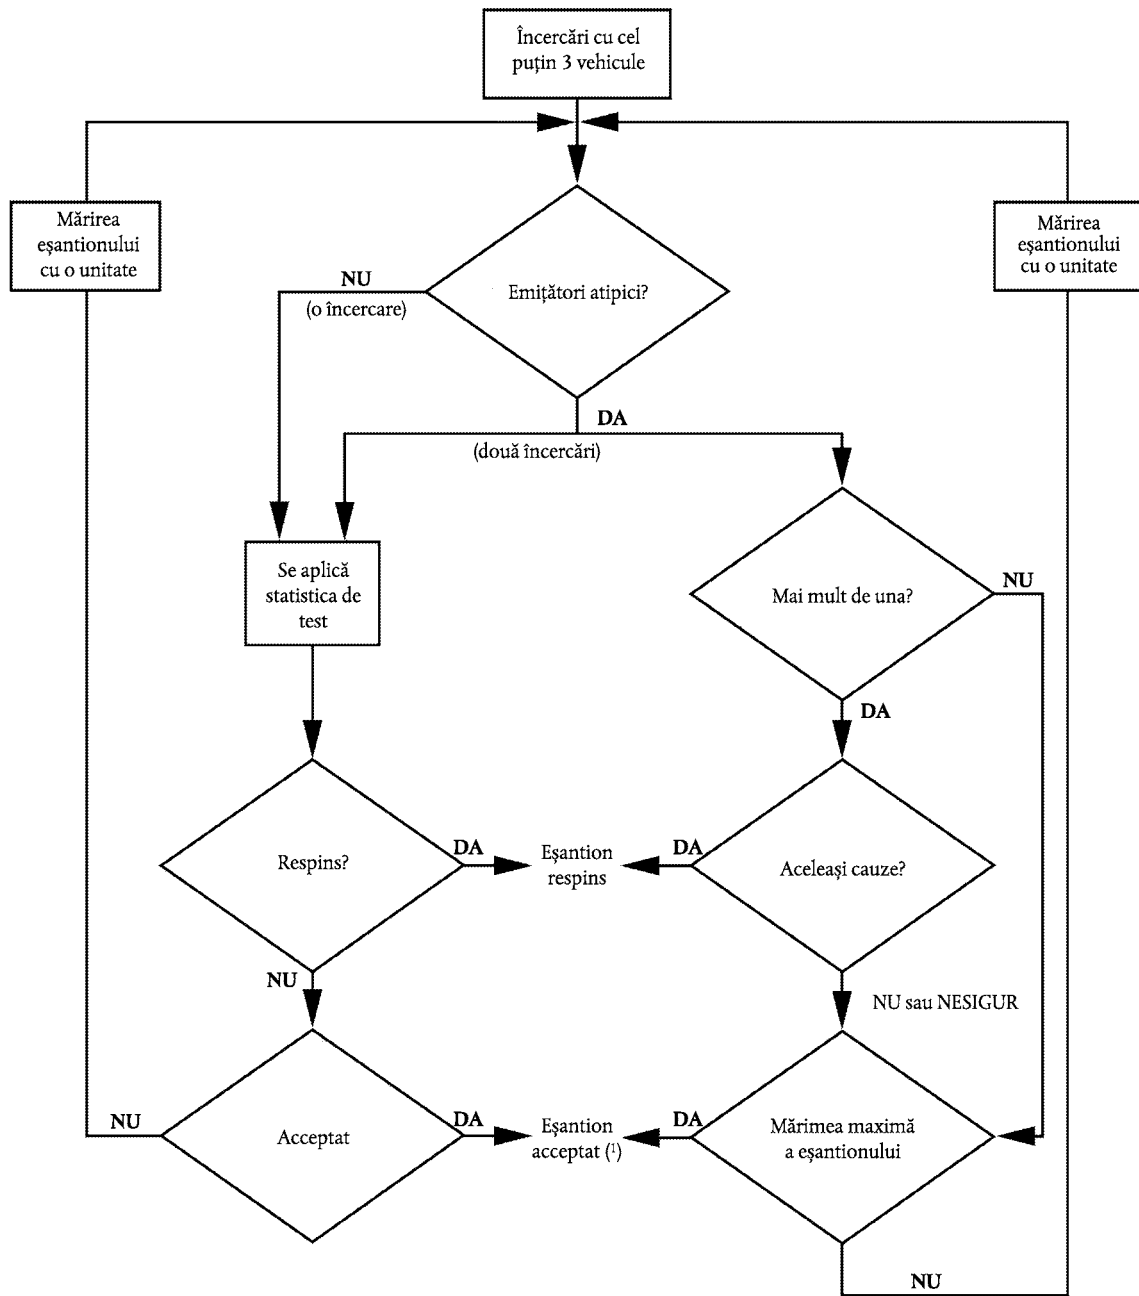 Încercări cu cel
puțin 3 vehicule
Mărirea
eșantionului
cu o unitate
Mărirea
eșantionului
cu o unitate
NU
(o încercare)
Emițători atipici?
DA
(două încercări)
Se aplică
statistica de
test
Mai mult de una?
NU
DA
Respins?
DA
Eșantion
respins
DA
Aceleași cauze?
NU
NU sau NESIGUR
NU
Acceptat
DA
Eșantion
acceptat (¹)
DA
Mărimea maximă
a eșantionului
NU